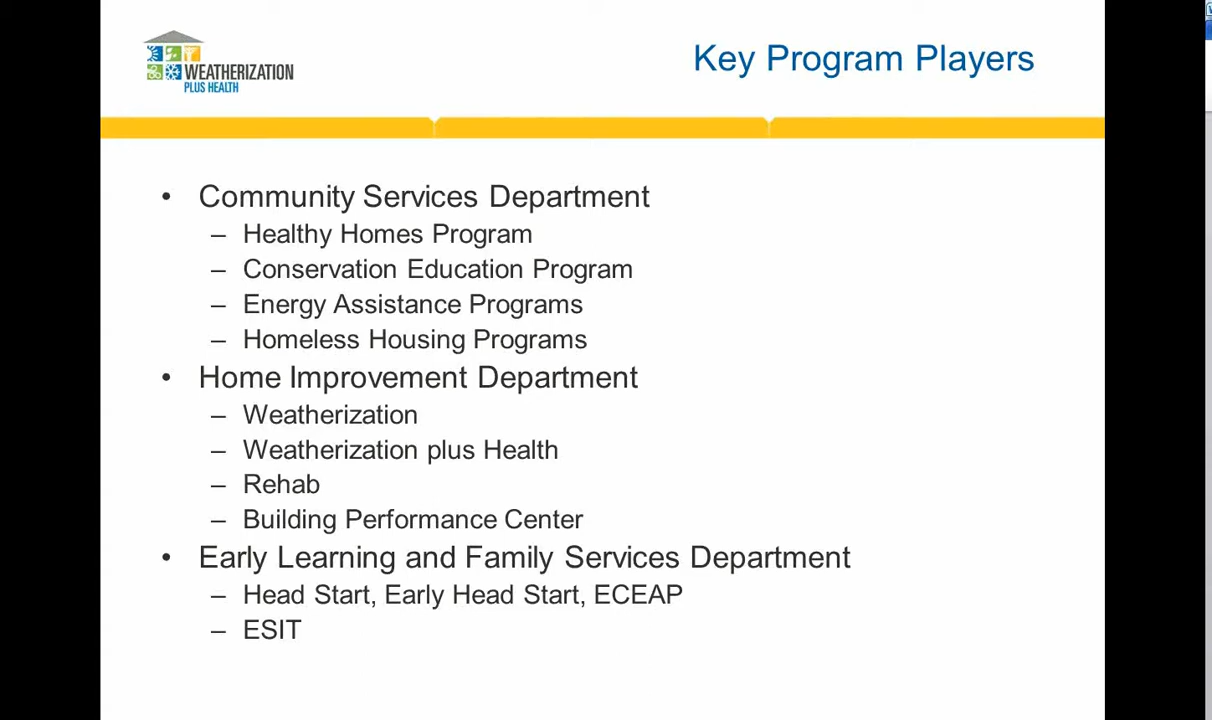 WEATHERIZATION
PLUS HEALTH
Key Program Players
• Community Services Department
– Healthy Homes Program
– Conservation Education Program
– Energy Assistance Programs
– Homeless Housing Programs
• Home Improvement Department
– Weatherization
– Weatherization plus Health
– Rehab
– Building Performance Center
• Early Learning and Family Services Department
– Head Start, Early Head Start, ECEAP
– ESIT